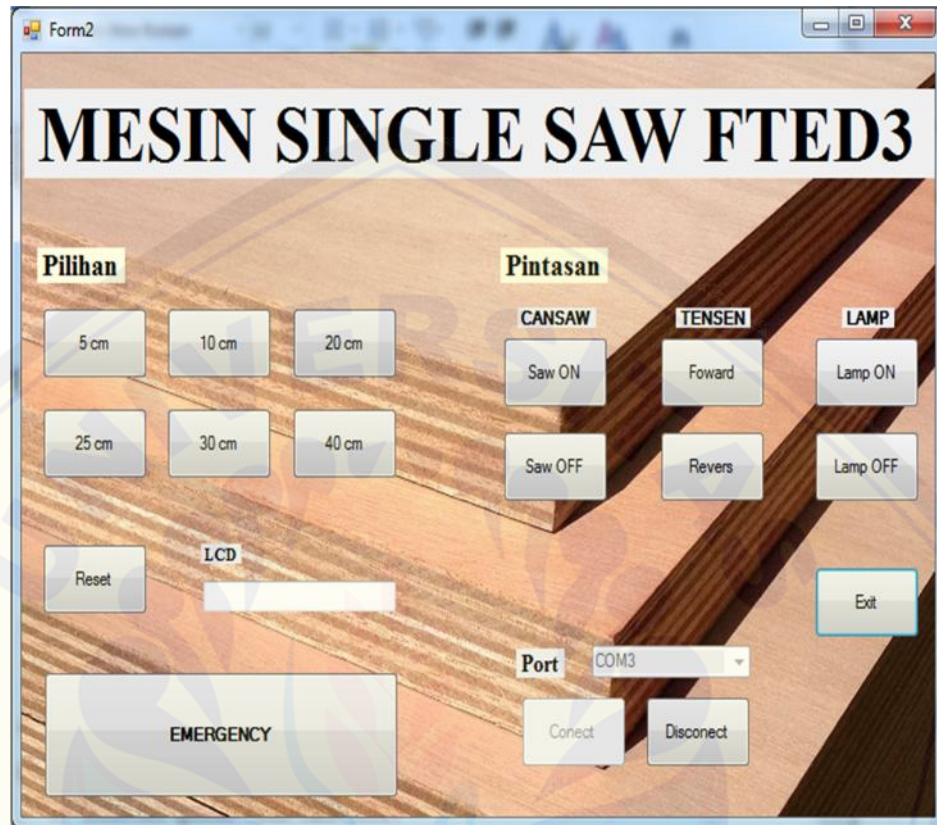 Form2
MESIN SINGLE SAW FTED3
Pilihan
5 cm
10 cm
20 cm
25 cm
30 cm
40 cm
Reset
LCD
EMERGENCY
Pintasan
CANSAW
TENSEN
LAMP
Saw ON
Foward
Lamp ON
Saw OFF
Revers
Lamp OFF
Exit
Port
COM3
Conect
Disconect